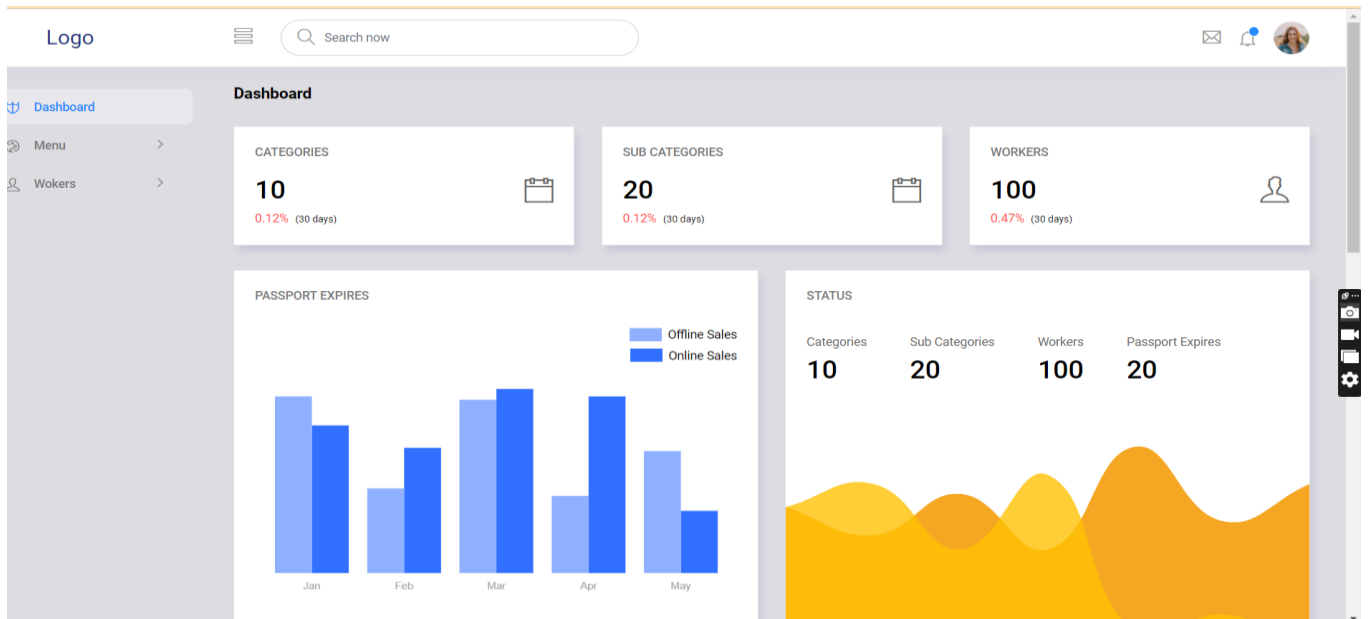 Logo
Search now
Dashboard
Menu
Wokers
Dashboard
CATEGORIES
10
0.12% (30 days)
SUB CATEGORIES
20
0.12% (30 days)
WORKERS
100
0.47% (30 days)
PASSPORT EXPIRES
Offline Sales
Online Sales
Jan Feb Mar Apr May
STATUS
Categories Sub Categories Workers Passport Expires
10 20 100 20